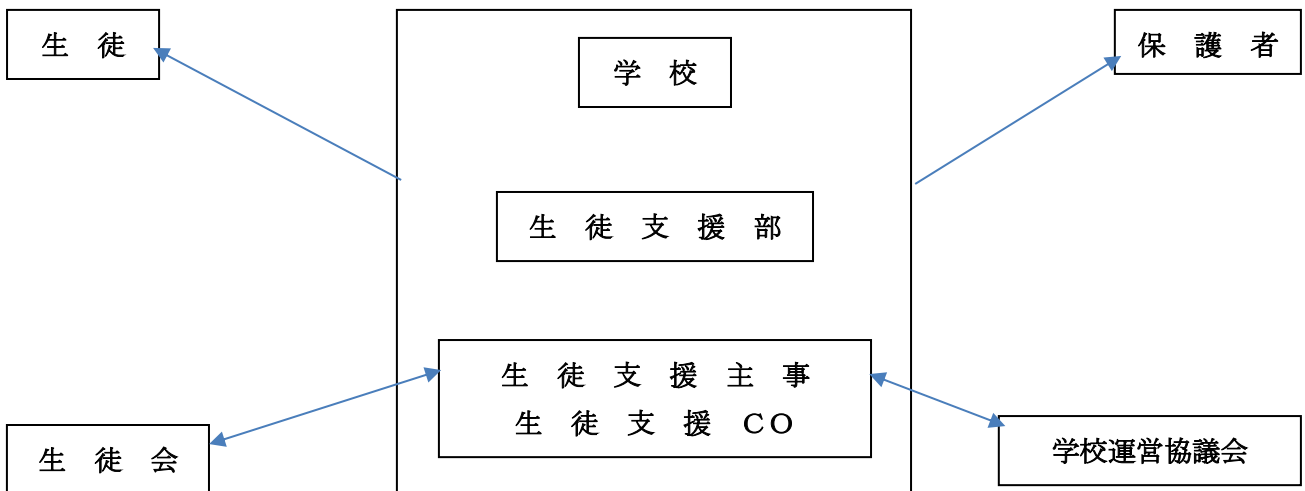 生　徒
学　校
保　護　者
生　徒　支　援　部
生　徒　支　援　主　事
生　徒　支　援　ＣＯ
生　徒　会
学校運営協議会